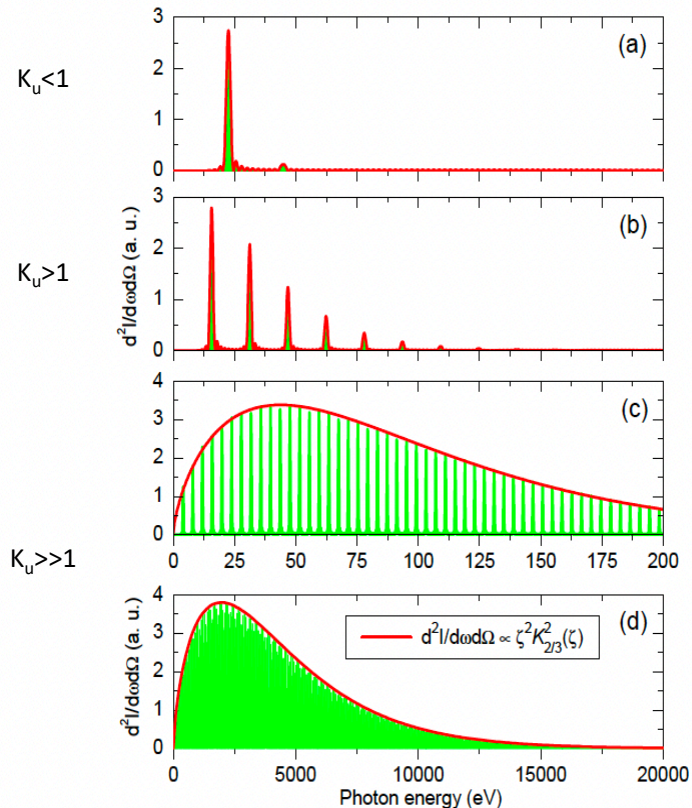 K_u<1
3
2
1
0
(a)
K_u>1
d²I/dωdΩ (a. u.)
3
2
1
0
(b)
4
3
2
1
0
(c)
0 25 50 75 100 125 150 175 200
K_u>>1
d²I/dωdΩ (a. u.)
4
3
2
1
0
d²I/dωdΩ ∝ ζ²K²_{2/3}(ζ)
(d)
0 5000 10000 15000 20000
Photon energy (eV)